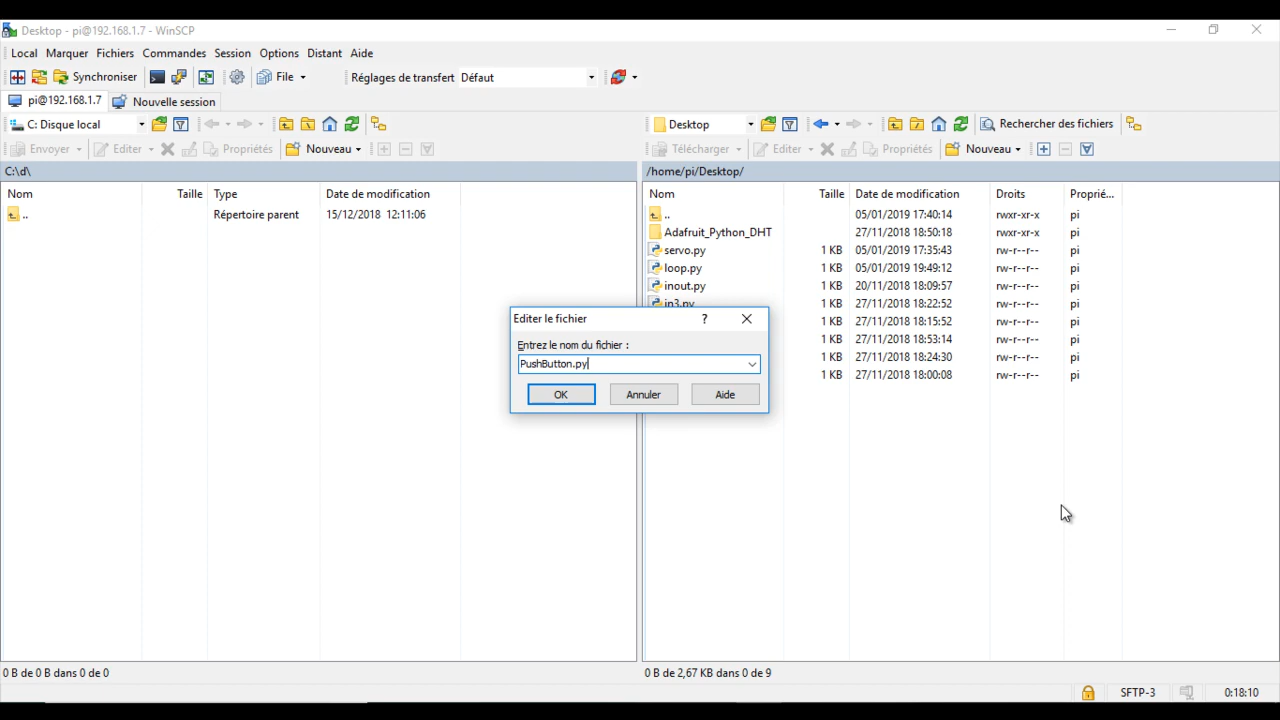 Desktop - pi@192.168.1.7 - WinSCP
Local Marquer Fichiers Commandes Session Options Distant Aide
Synchroniser File Réglages de transfert Défaut
pi@192.168.1.7 Nouvelle session
C: Disque local Desktop Rechercher des fichiers
Envoyer Editer Propriétés Nouveau Télécharger Editer Propriétés Nouveau
C:\d\ /home/pi/Desktop/
Nom Taille Type Date de modification Nom Taille Date de modification Droits Proprié...
.. Répertoire parent 15/12/2018 12:11:06 .. 05/01/2019 17:40:14 rwxr-xr-x pi
Adafruit_Python_DHT 27/11/2018 18:50:18 rwxr-xr-x pi
servo.py 1 KB 05/01/2019 17:35:43 rw-r--r-- pi
loop.py 1 KB 05/01/2019 19:49:12 rw-r--r-- pi
inout.py 1 KB 20/11/2018 18:09:57 rw-r--r-- pi
in3.py 1 KB 27/11/2018 18:22:52 rw-r--r-- pi
1 KB 27/11/2018 18:15:52 rw-r--r-- pi
1 KB 27/11/2018 18:53:14 rw-r--r-- pi
1 KB 27/11/2018 18:24:30 rw-r--r-- pi
1 KB 27/11/2018 18:00:08 rw-r--r-- pi
Editer le fichier ?
Entrez le nom du fichier :
PushButton.py
OK Annuler Aide
0 B de 0 B dans 0 de 0 0 B de 2,67 KB dans 0 de 9
SFTP-3 0:18:10